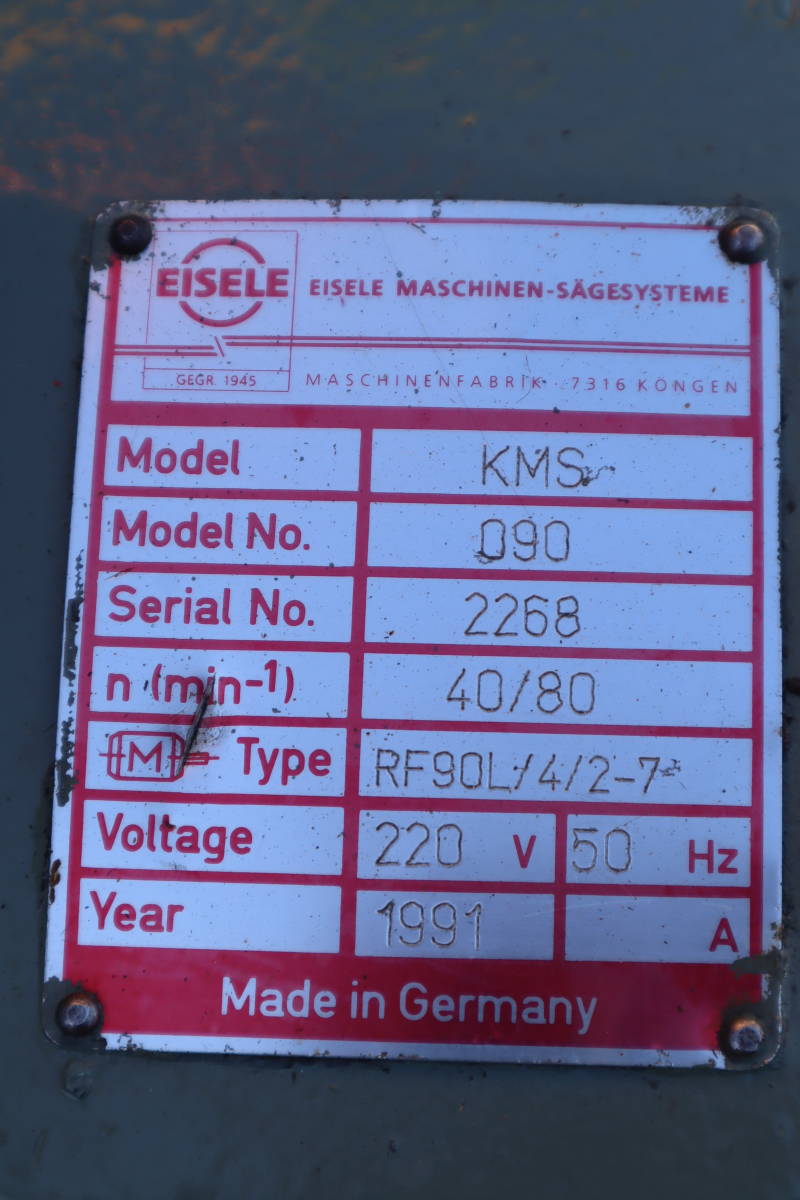 EISELE
EISELE MASCHINEN-SÄGESYSTEME
GEGR. 1945
MASCHINENFABRIK · 7316 KÖNGEN
Model KMS
Model No. 090
Serial No. 2268
n (min-1) 40/80
M Type RF90L/4/2-7
Voltage 220 V 50 Hz
Year 1991 A
Made in Germany